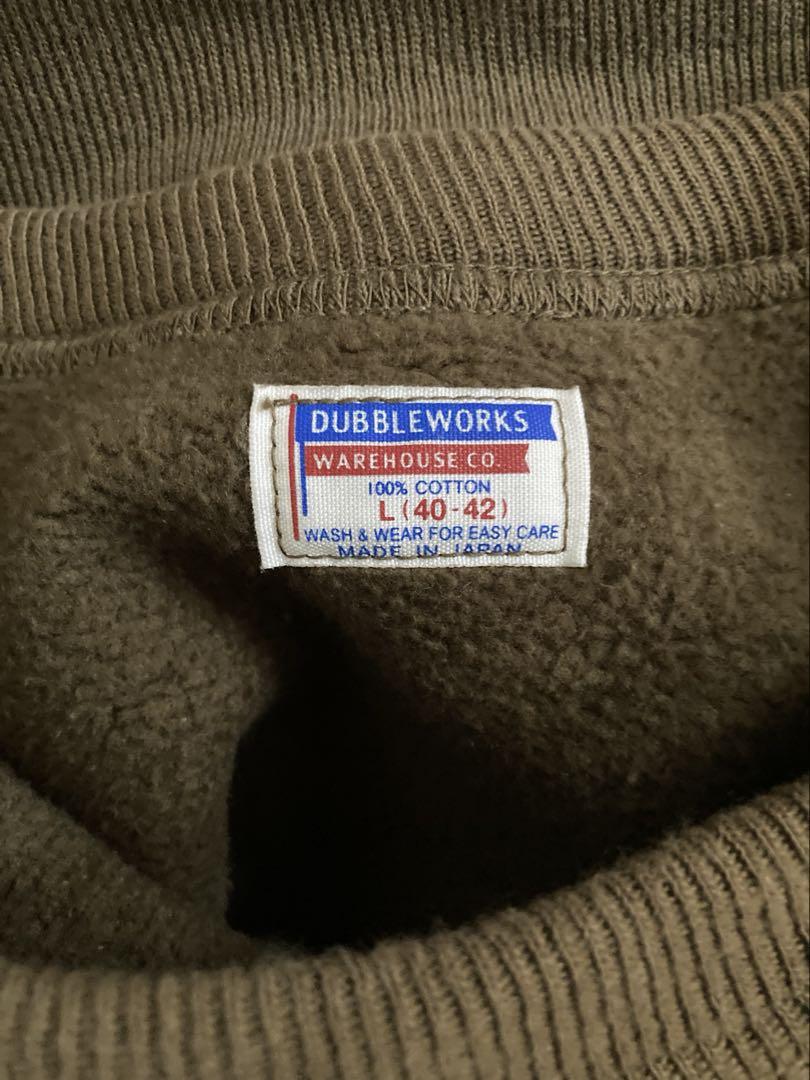 DUBBLEWORKS
WAREHOUSE CO.
100% COTTON
L (40-42)
WASH & WEAR FOR EASY CARE
MADE IN JAPAN